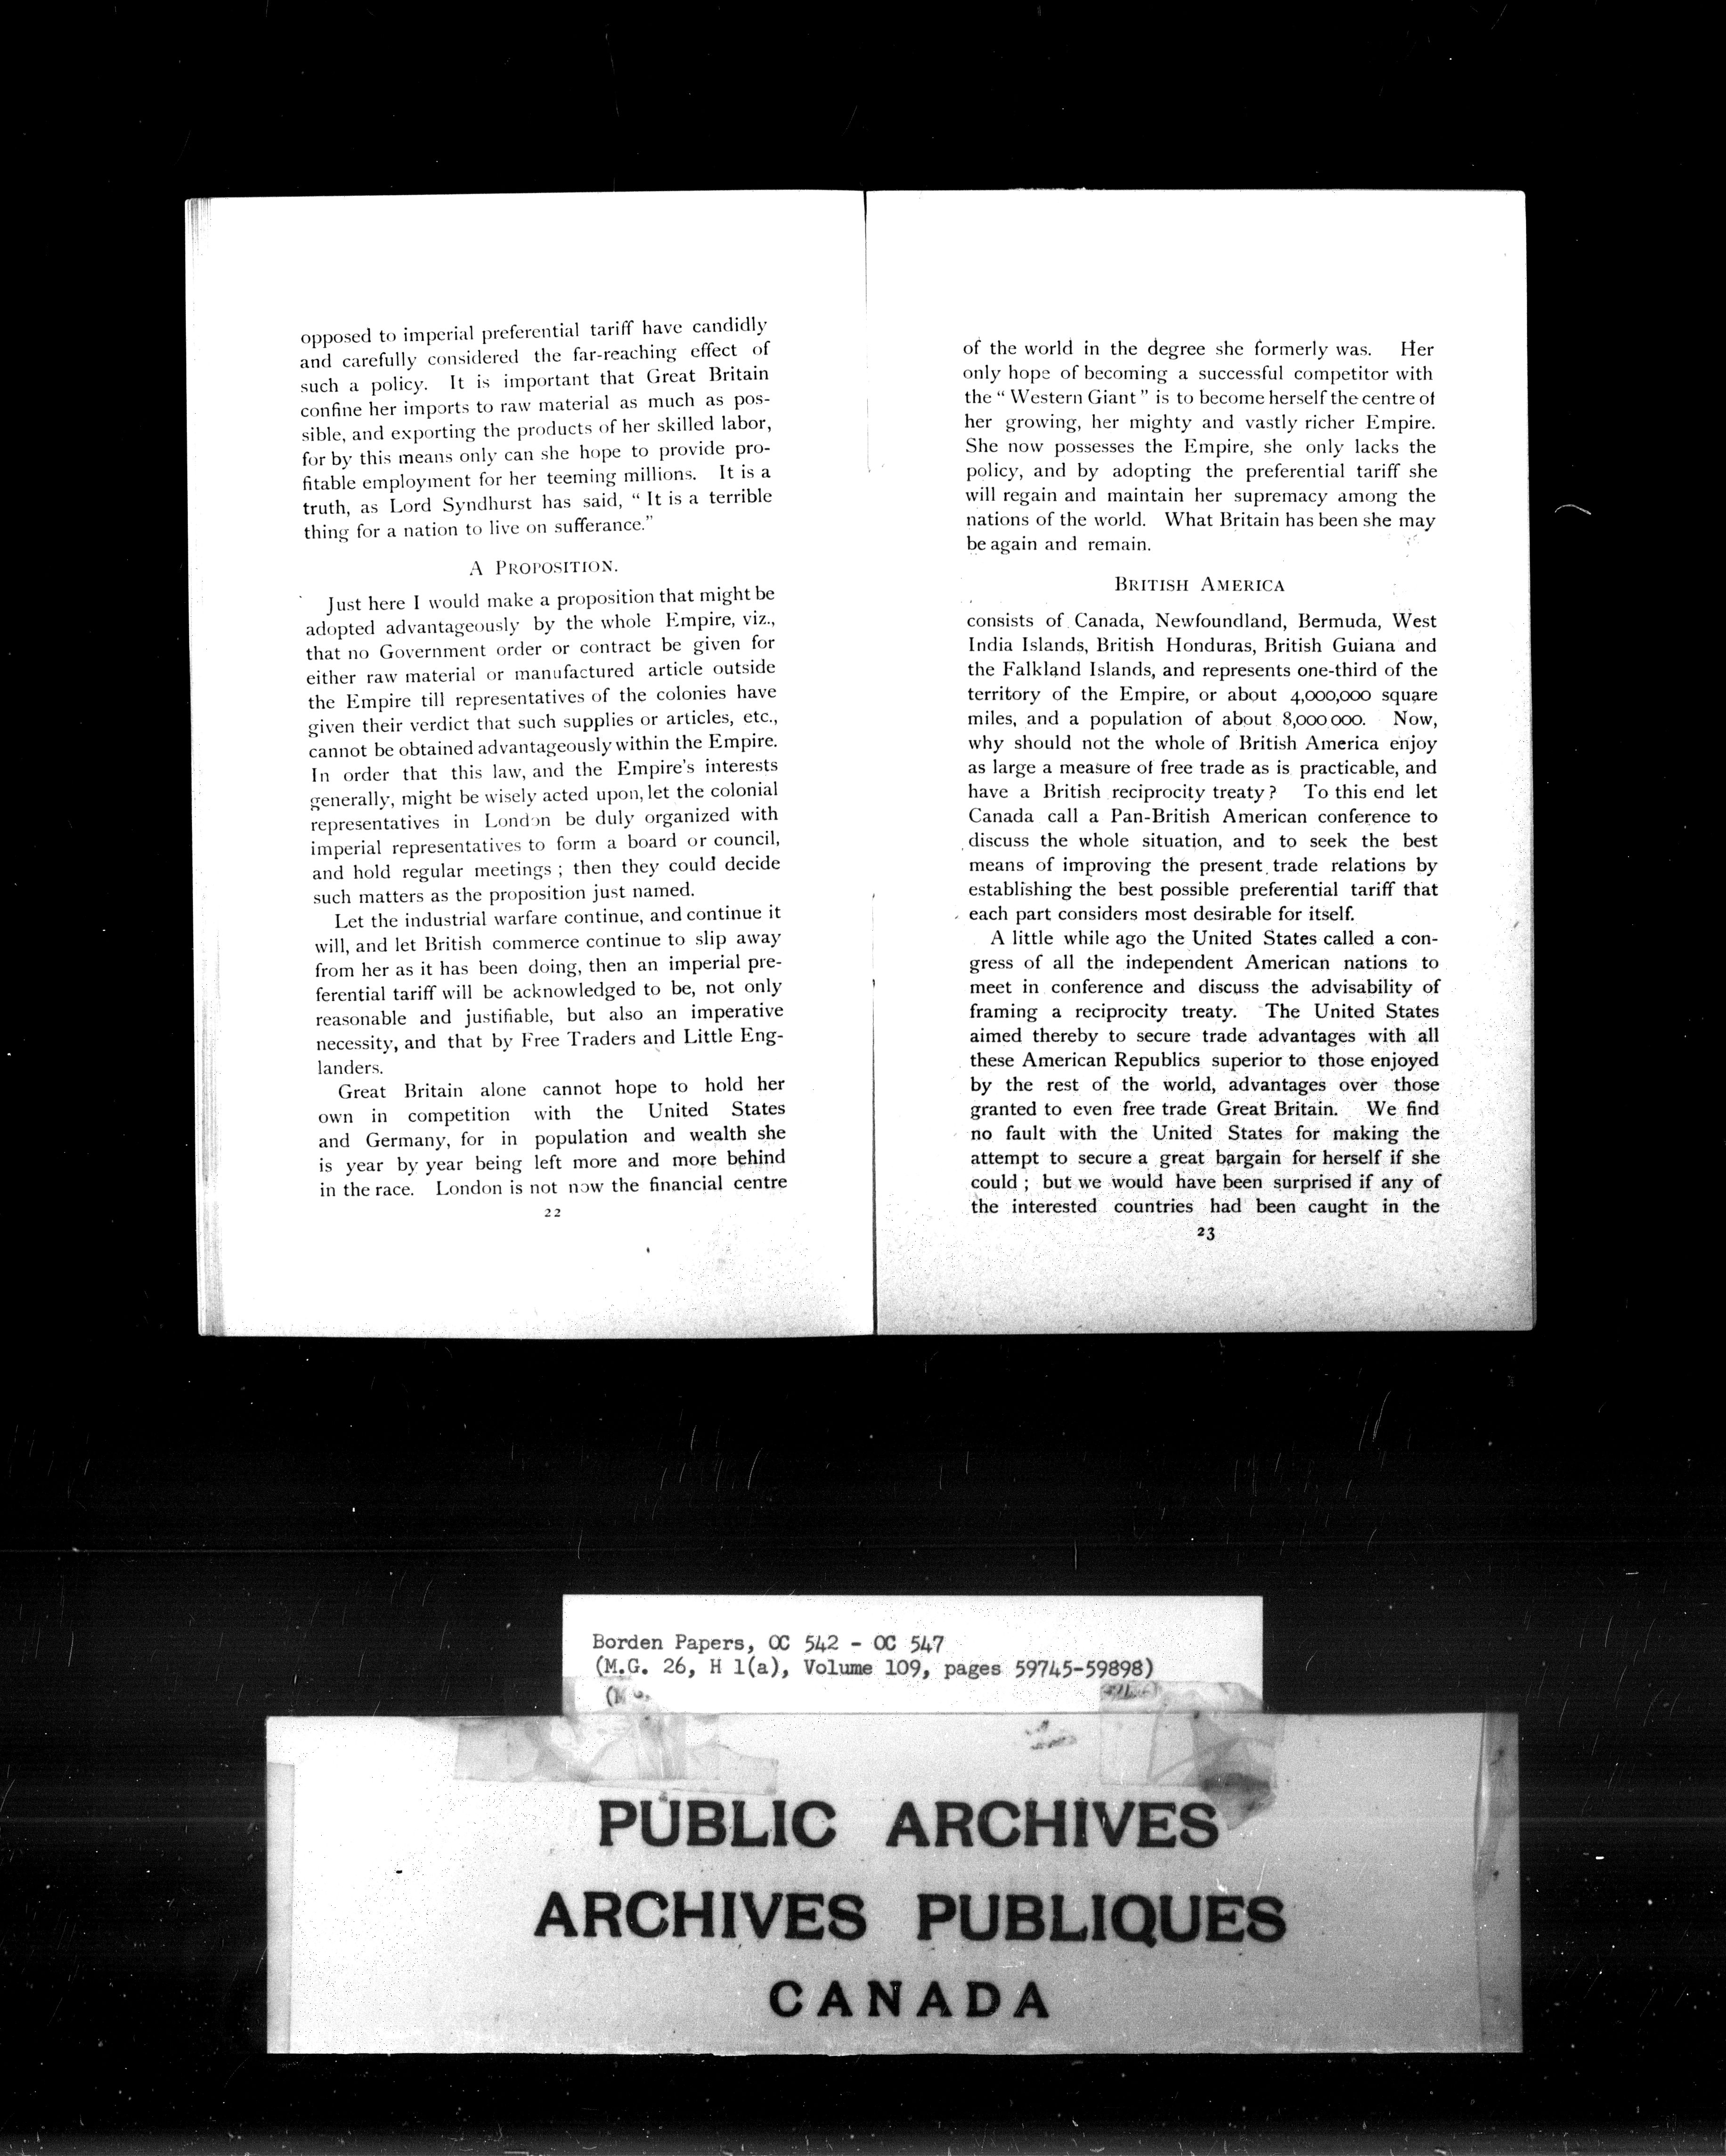 opposed to imperial preferential tariff have candidly
and carefully considered the far-reaching effect of
such a policy. It is important that Great Britain
confine her imports to raw material as much as pos-
sible, and exporting the products of her skilled labor,
for by this means only can she hope to provide pro-
fitable employment for her teeming millions. It is a
truth, as Lord Syndhurst has said, “ It is a terrible
thing for a nation to live on sufferance.”
A PROPOSITION.
Just here I would make a proposition that might be
adopted advantageously by the whole Empire, viz.,
that no Government order or contract be given for
either raw material or manufactured article outside
the Empire till representatives of the colonies have
given their verdict that such supplies or articles, etc.,
cannot be obtained advantageously within the Empire.
In order that this law, and the Empire's interests
generally, might be wisely acted upon, let the colonial
representatives in London be duly organized with
imperial representatives to form a board or council,
and hold regular meetings ; then they could decide
such matters as the proposition just named.
Let the industrial warfare continue, and continue it
will, and let British commerce continue to slip away
from her as it has been doing, then an imperial pre-
ferential tariff will be acknowledged to be, not only
reasonable and justifiable, but also an imperative
necessity, and that by Free Traders and Little Eng-
landers.
Great Britain alone cannot hope to hold her
own in competition with the United States
and Germany, for in population and wealth she
is year by year being left more and more behind
in the race. London is not now the financial centre
22
of the world in the degree she formerly was. Her
only hope of becoming a successful competitor with
the “ Western Giant ” is to become herself the centre of
her growing, her mighty and vastly richer Empire.
She now possesses the Empire, she only lacks the
policy, and by adopting the preferential tariff she
will regain and maintain her supremacy among the
nations of the world. What Britain has been she may
be again and remain.
BRITISH AMERICA
consists of Canada, Newfoundland, Bermuda, West
India Islands, British Honduras, British Guiana and
the Falkland Islands, and represents one-third of the
territory of the Empire, or about 4,000,000 square
miles, and a population of about 8,000 000. Now,
why should not the whole of British America enjoy
as large a measure of free trade as is practicable, and
have a British reciprocity treaty ? To this end let
Canada call a Pan-British American conference to
discuss the whole situation, and to seek the best
means of improving the present trade relations by
establishing the best possible preferential tariff that
each part considers most desirable for itself.
A little while ago the United States called a con-
gress of all the independent American nations to
meet in conference and discuss the advisability of
framing a reciprocity treaty. The United States
aimed thereby to secure trade advantages with all
these American Republics superior to those enjoyed
by the rest of the world, advantages over those
granted to even free trade Great Britain. We find
no fault with the United States for making the
attempt to secure a great bargain for herself if she
could ; but we would have been surprised if any of
the interested countries had been caught in the
23
Borden Papers, OC 542 - OC 547
(M.G. 26, H 1(a), Volume 109, pages 59745-59898)
PUBLIC ARCHIVES
ARCHIVES PUBLIQUES
CANADA